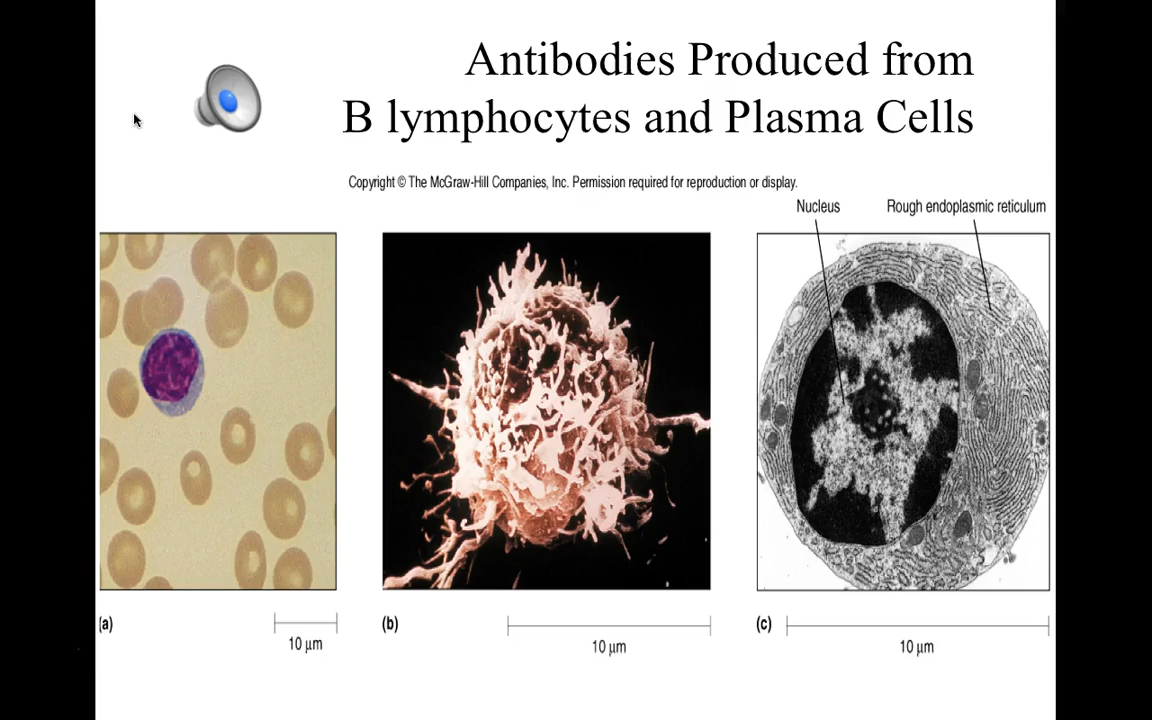 Antibodies Produced from
B lymphocytes and Plasma Cells
Copyright © The McGraw-Hill Companies, Inc. Permission required for reproduction or display.
Nucleus
Rough endoplasmic reticulum
(a)
10 µm
(b)
10 µm
(c)
10 µm